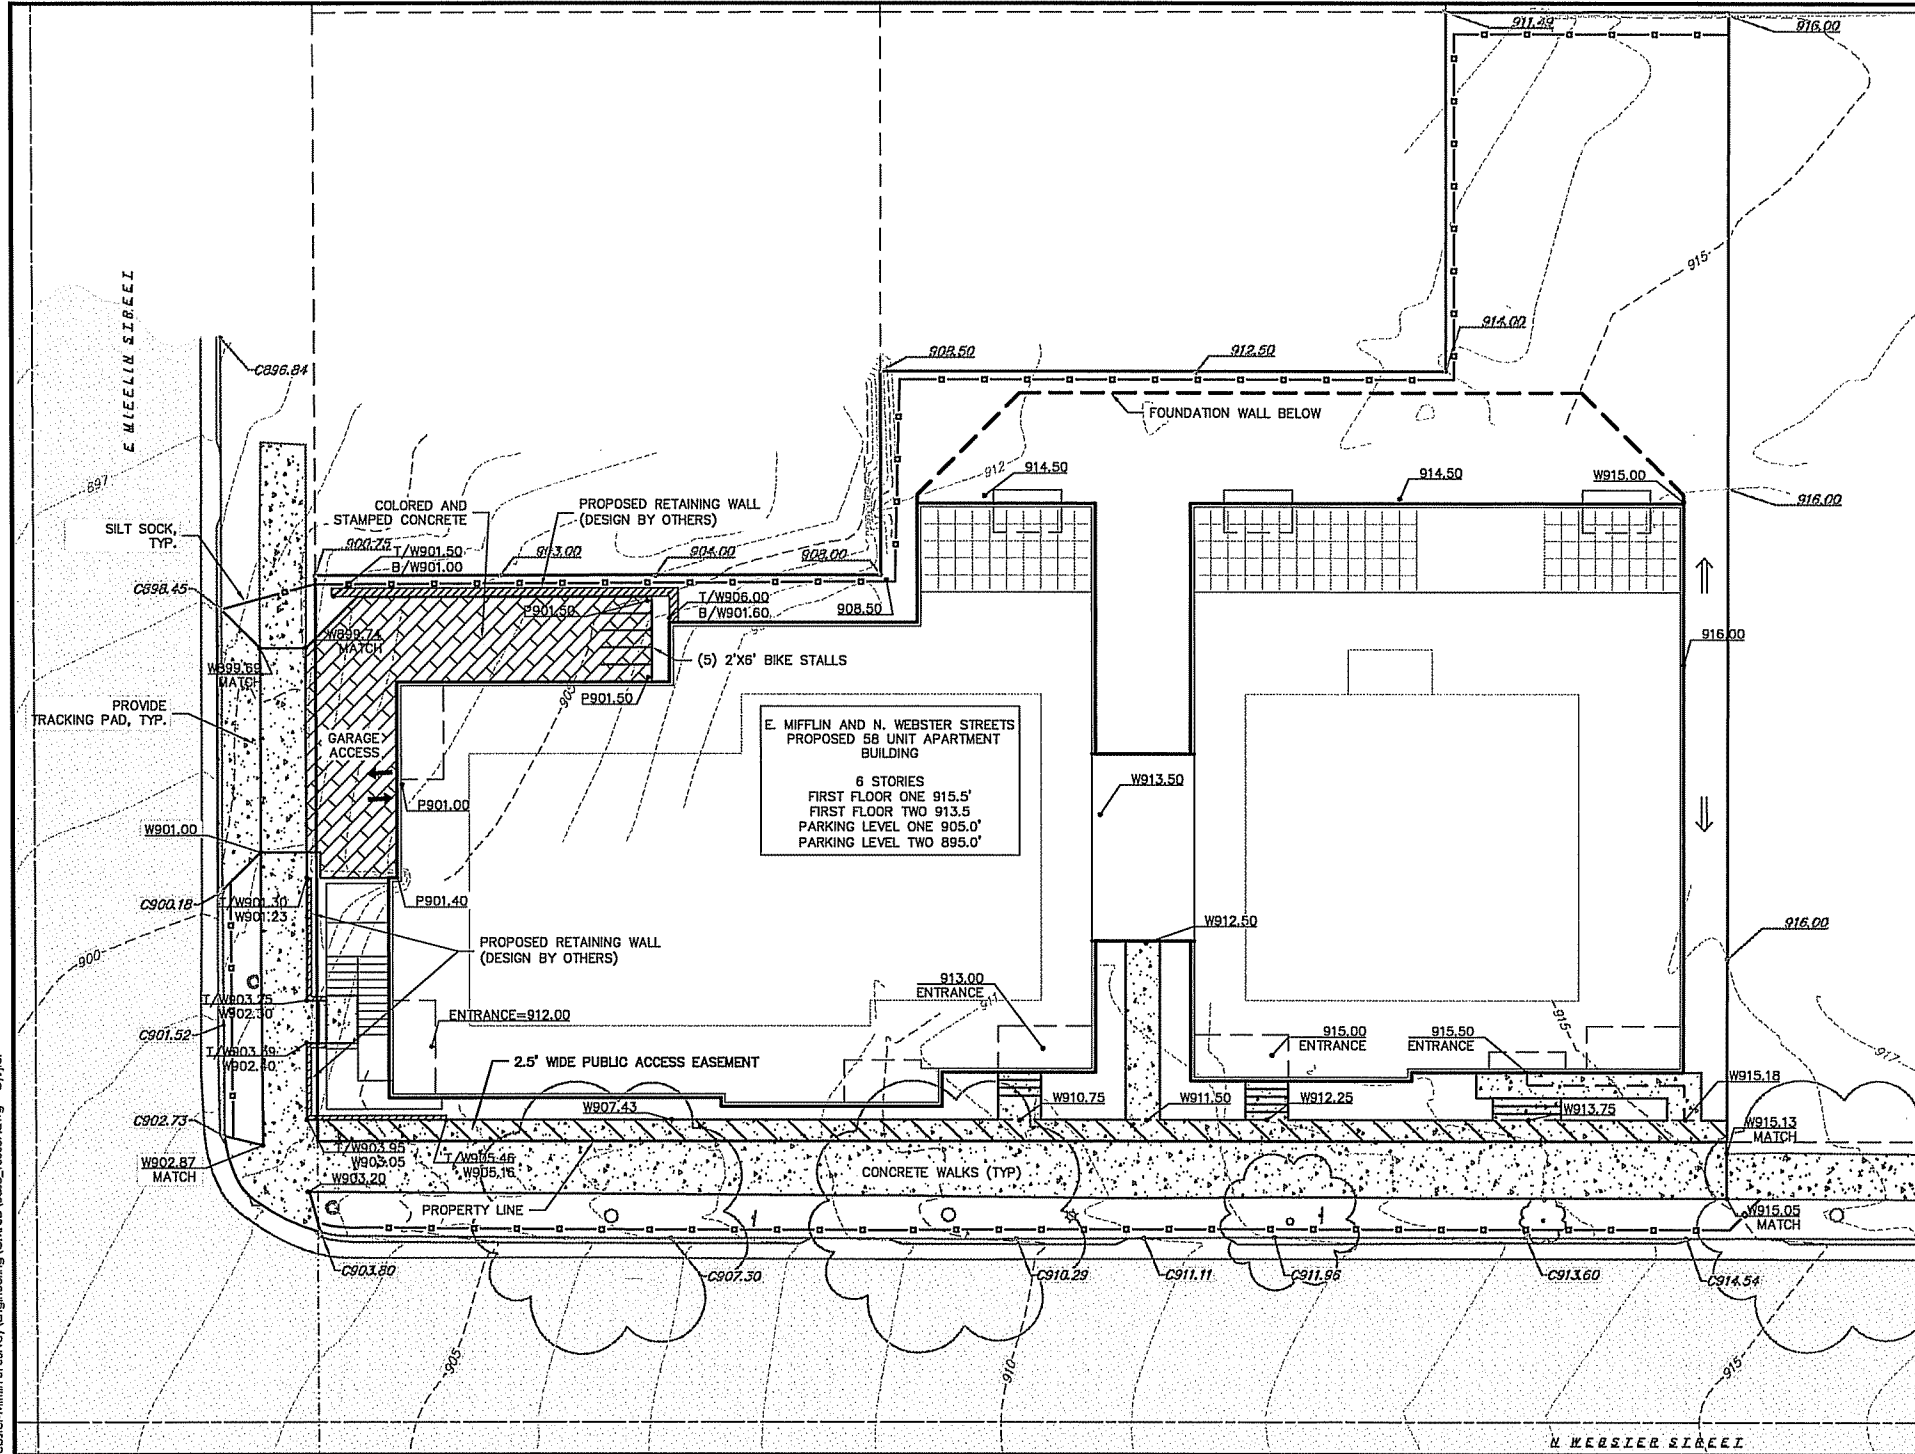 911.49
916.00
915
E MIFFLIN STREET
C896.84
908.50
912.50
914.00
FOUNDATION WALL BELOW
897
912
914.50
914.50
W915.00
916.00
COLORED AND
STAMPED CONCRETE
PROPOSED RETAINING WALL
(DESIGN BY OTHERS)
SILT SOCK,
TYP.
900.75
T/W901.50
B/W901.00
903.00
904.00
908.00
C898.45
P901.50
T/W906.00
B/W901.60
908.50
W899.74
MATCH
916.00
W899.69
MATCH
(5) 2'X6' BIKE STALLS
P901.50
905
PROVIDE
TRACKING PAD, TYP.
GARAGE
ACCESS
E. MIFFLIN AND N. WEBSTER STREETS
PROPOSED 58 UNIT APARTMENT
BUILDING
6 STORIES
FIRST FLOOR ONE 915.5'
FIRST FLOOR TWO 913.5
PARKING LEVEL ONE 905.0'
PARKING LEVEL TWO 895.0'
W913.50
P901.00
W901.00
C900.18
T/W901.30
W901.23
P901.40
W912.50
916.00
PROPOSED RETAINING WALL
(DESIGN BY OTHERS)
900
913.00
ENTRANCE
911
T/W903.75
W902.30
ENTRANCE=912.00
915
C901.52
915.00
ENTRANCE
915.50
ENTRANCE
917
T/W903.39
W902.40
2.5' WIDE PUBLIC ACCESS EASEMENT
W915.18
W907.43
W910.75
W911.50
W912.25
W913.75
C902.73
W915.13
MATCH
W902.87
MATCH
T/W903.95
W903.05
T/W905.46
W905.16
W903.20
CONCRETE WALKS (TYP)
PROPERTY LINE
W915.05
MATCH
C903.80
C907.30
C910.29
C911.11
C911.96
C913.60
C914.54
905
910
915
N WEBSTER STREET